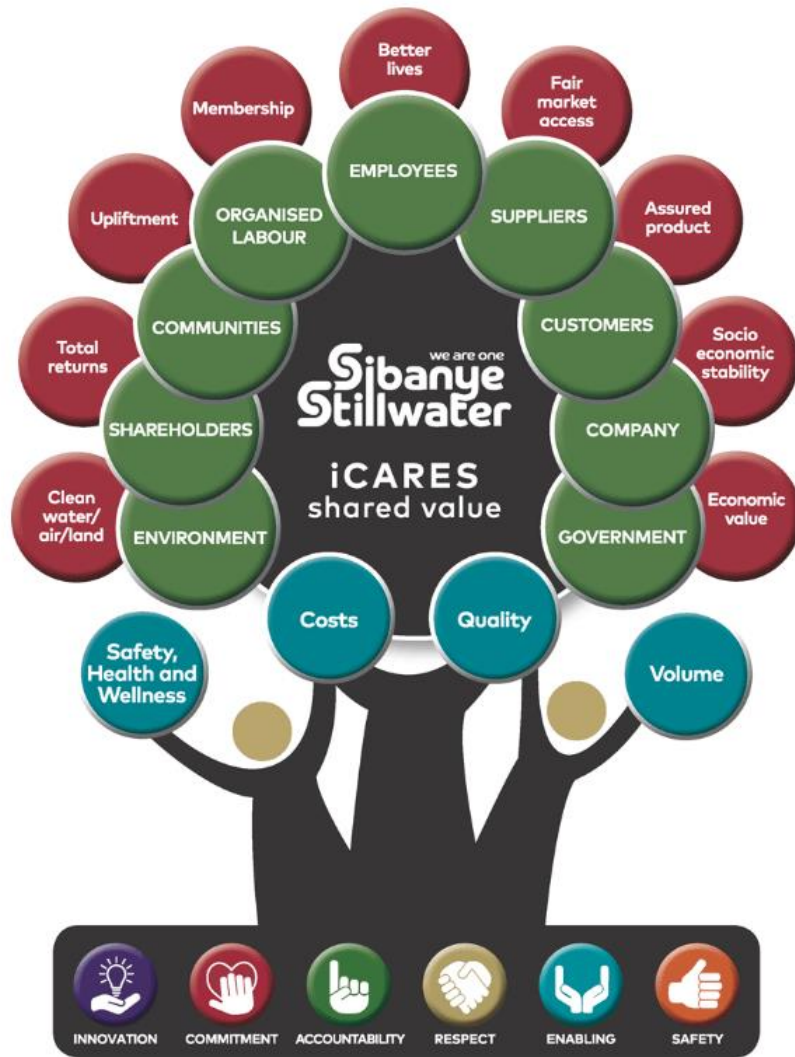 Better
lives
Membership
Fair
market
access
EMPLOYEES
Upliftment
ORGANISED
LABOUR
SUPPLIERS
Assured
product
COMMUNITIES
CUSTOMERS
Total
returns
we are one
Sibanye
Stillwater
Socio
economic
stability
SHAREHOLDERS
COMPANY
iCARES
shared value
Clean
water/
air/land
ENVIRONMENT
GOVERNMENT
Economic
value
Costs
Quality
Safety,
Health and
Wellness
Volume
INNOVATION
COMMITMENT
ACCOUNTABILITY
RESPECT
ENABLING
SAFETY